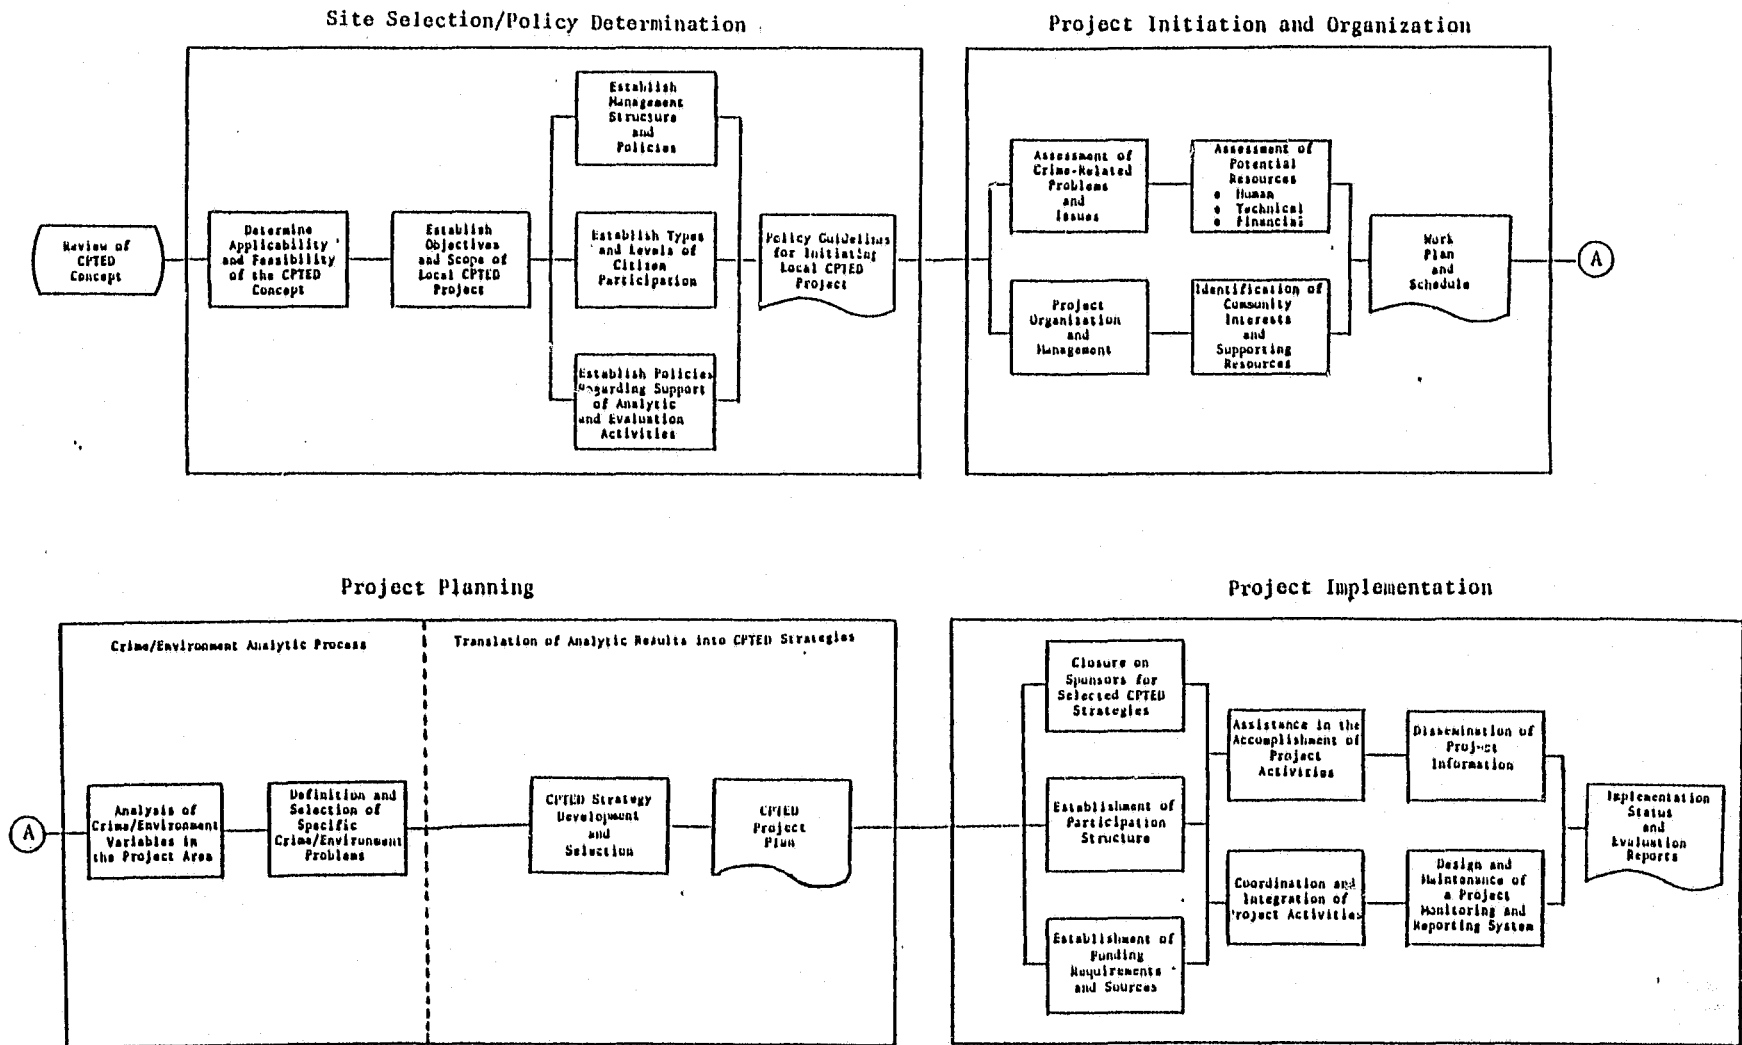 Site Selection/Policy Determination
Project Initiation and Organization
Review of
CPTED
Concept
Determine
Applicability
and Feasibility
of the CPTED
Concept
Establish
Objectives
and Scope of
Local CPTED
Project
Establish
Management
Structure
and
Policies
Establish Types
and Levels of
Citizen
Participation
Establish Policies
Regarding Support
of Analytic
and Evaluation
Activities
Policy Guidelines
for Initiating
Local CPTED
Project
Assessment of
Crime-Related
Problems
and
Issues
Assessment of
Potential
Resources
• Human
• Technical
• Financial
Project
Organization
and
Management
Identification of
Community
Interests
and
Supporting
Resources
Work
Plan
and
Schedule
A
Project Planning
Project Implementation
Crime/Environment Analytic Process
Translation of Analytic Results into CPTED Strategies
A
Analysis of
Crime/Environment
Variables in
the Project Area
Definition and
Selection of
Specific
Crime/Environment
Problems
CPTED Strategy
Development
and
Selection
CPTED
Project
Plan
Closure on
Sponsors for
Selected CPTED
Strategies
Establishment of
Participation
Structure
Establishment of
Funding
Requirements
and Sources
Assistance in the
Accomplishment of
Project
Activities
Coordination and
Integration of
Project Activities
Dissemination of
Project
Information
Design and
Maintenance of
a Project
Monitoring and
Reporting System
Implementation
Status
and
Evaluation
Reports